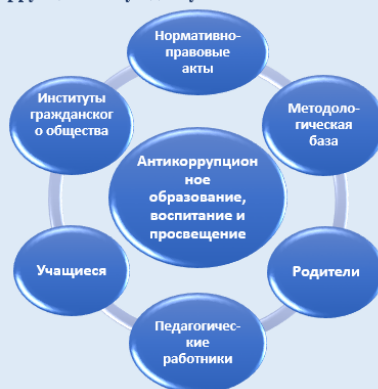 Нормативно-
правовые
акты
Методоло-
гическая
база
Родители
Педагогичес-
кие
работники
Учащиеся
Институты
гражданског
о общества
Антикоррупцион
ное
образование,
воспитание и
просвещение